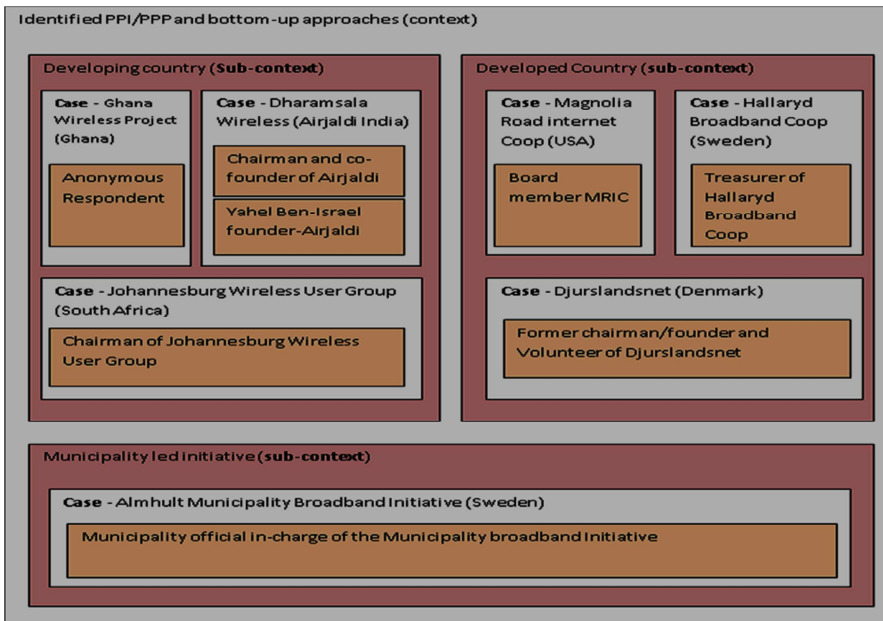 Identified PPI/PPP and bottom-up approaches (context)
Developing country (Sub-context)
Case - Ghana
Wireless Project
(Ghana)
Anonymous
Respondent
Case - Dharamsala
Wireless (Airjaldi India)
Chairman and co-
founder of Airjaldi
Yahel Ben-Israel
founder-Airjaldi
Case - Johannesburg Wireless User Group
(South Africa)
Chairman of Johannesburg Wireless
User Group
Developed Country (sub-context)
Case - Magnolia
Road internet
Coop (USA)
Board
member MRIC
Case - Hallaryd
Broadband Coop
(Sweden)
Treasurer of
Hallaryd
Broadband
Coop
Case - Djurslandsnet (Denmark)
Former chairman/founder and
Volunteer of Djurslandsnet
Municipality led initiative (sub-context)
Case - Almhult Municipality Broadband Initiative (Sweden)
Municipality official in-charge of the Municipality broadband Initiative